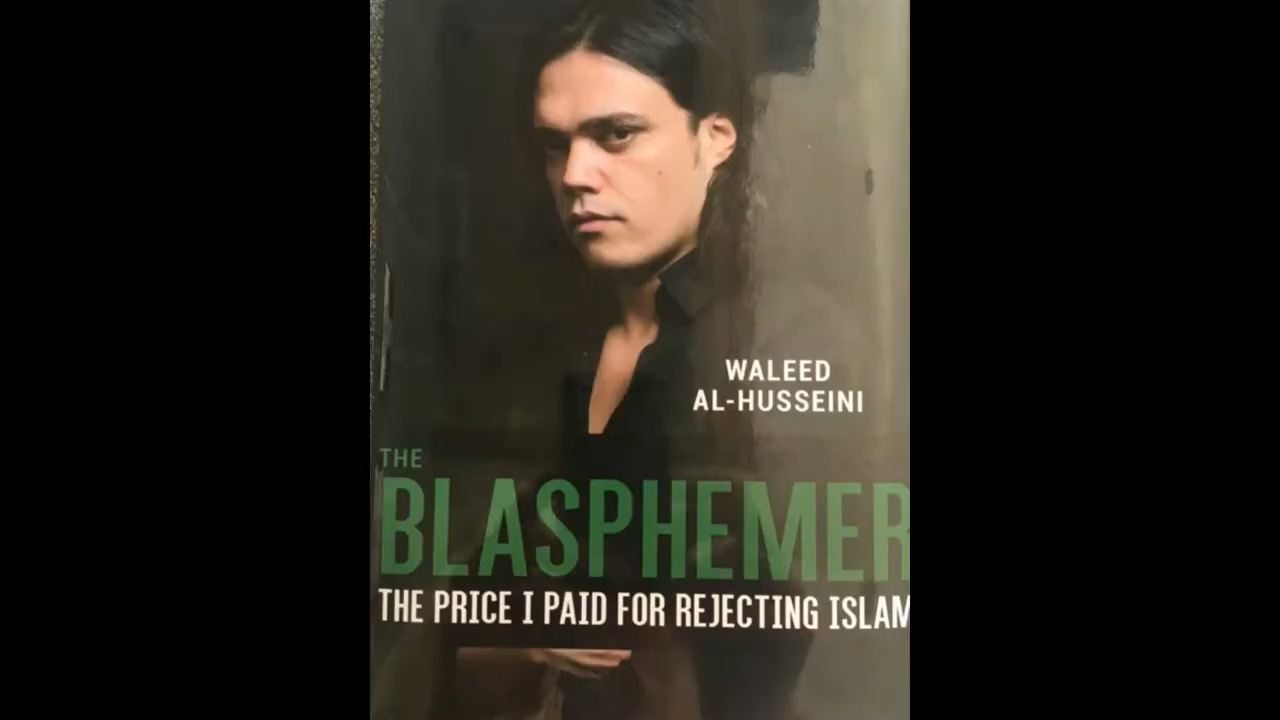 WALEED
AL-HUSSEINI
THE
BLASPHEMER
THE PRICE I PAID FOR REJECTING ISLAM